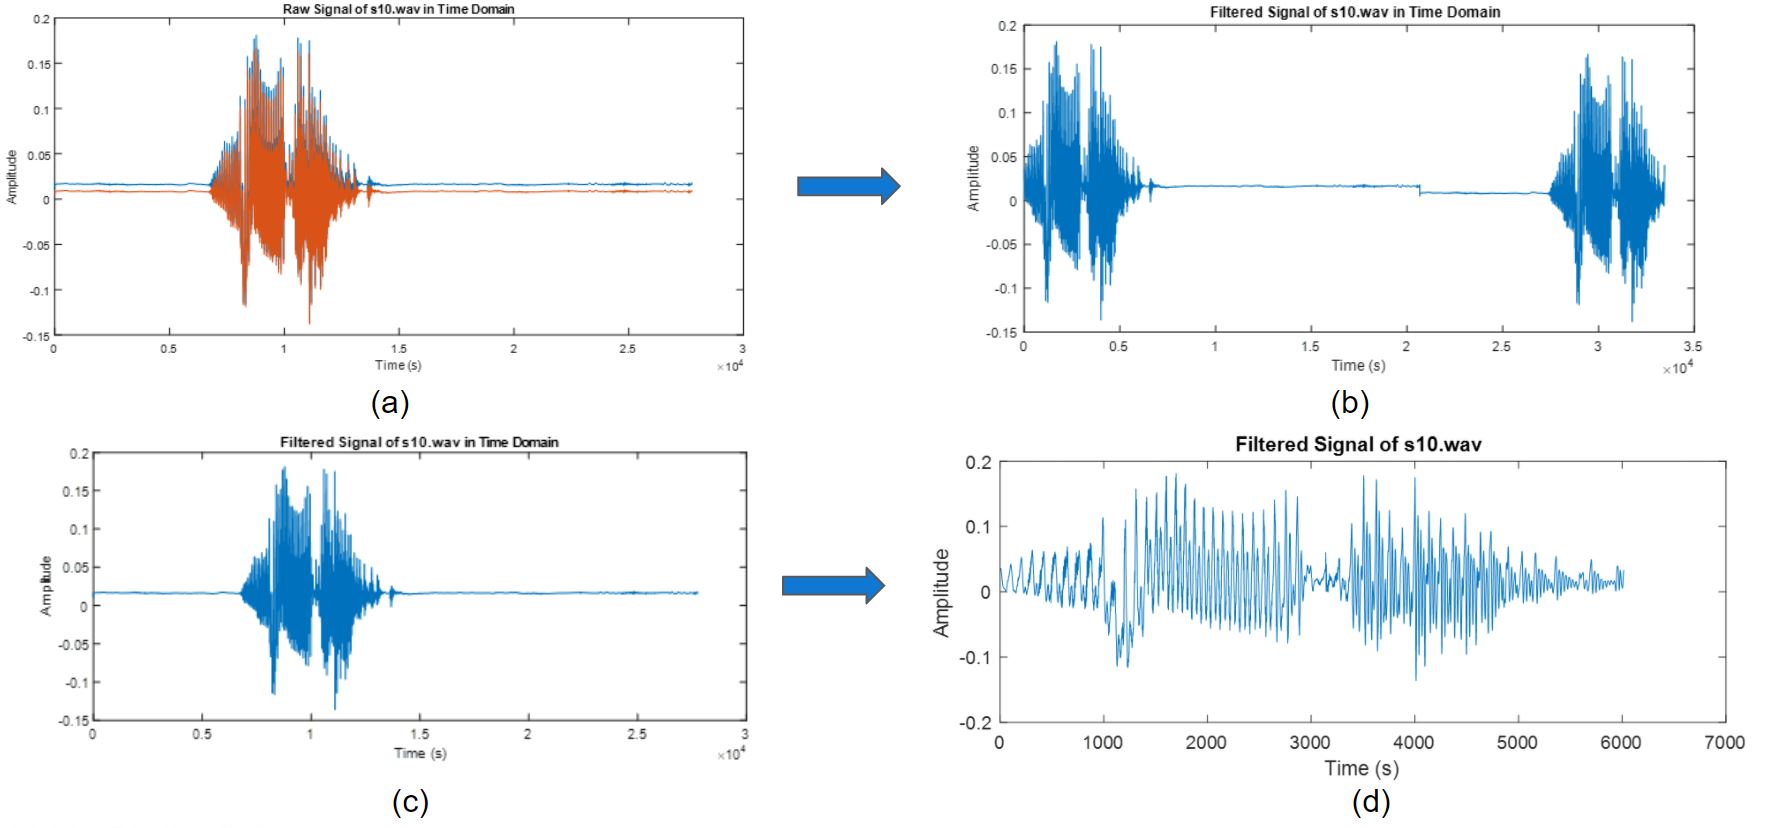 Raw Signal of s10.wav in Time Domain
0.2
0.15
0.1
0.05
0
-0.05
-0.1
-0.15
Amplitude
0 0.5 1 1.5 2 2.5 3
Time (s)
×10⁴
(a)
Filtered Signal of s10.wav in Time Domain
0.2
0.15
0.1
0.05
0
-0.05
-0.1
-0.15
Amplitude
0 0.5 1 1.5 2 2.5 3 3.5
Time (s)
×10⁴
(b)
Filtered Signal of s10.wav in Time Domain
0.2
0.15
0.1
0.05
0
-0.05
-0.1
-0.15
Amplitude
0 0.5 1 1.5 2 2.5 3
Time (s)
×10⁴
(c)
Filtered Signal of s10.wav
0.2
0.1
0
-0.1
-0.2
Amplitude
0 1000 2000 3000 4000 5000 6000 7000
Time (s)
(d)